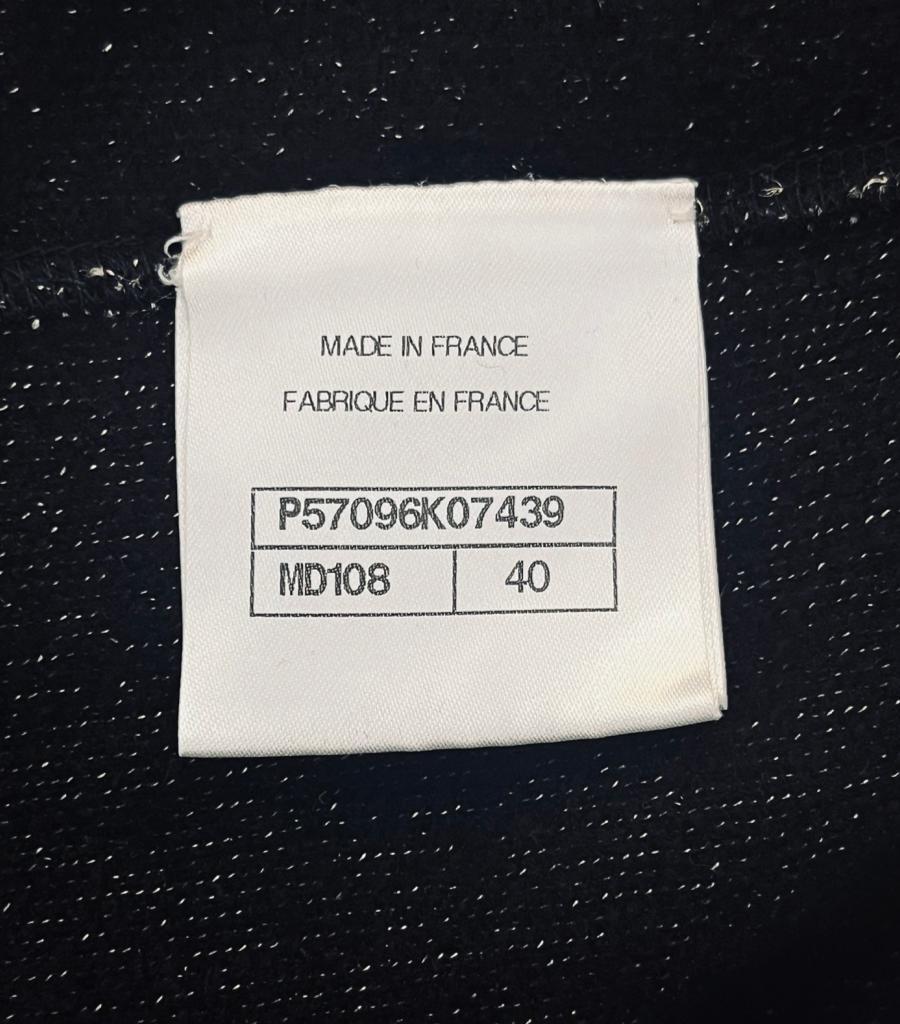 MADE IN FRANCE
FABRIQUE EN FRANCE
P57096K07439
MD108 40